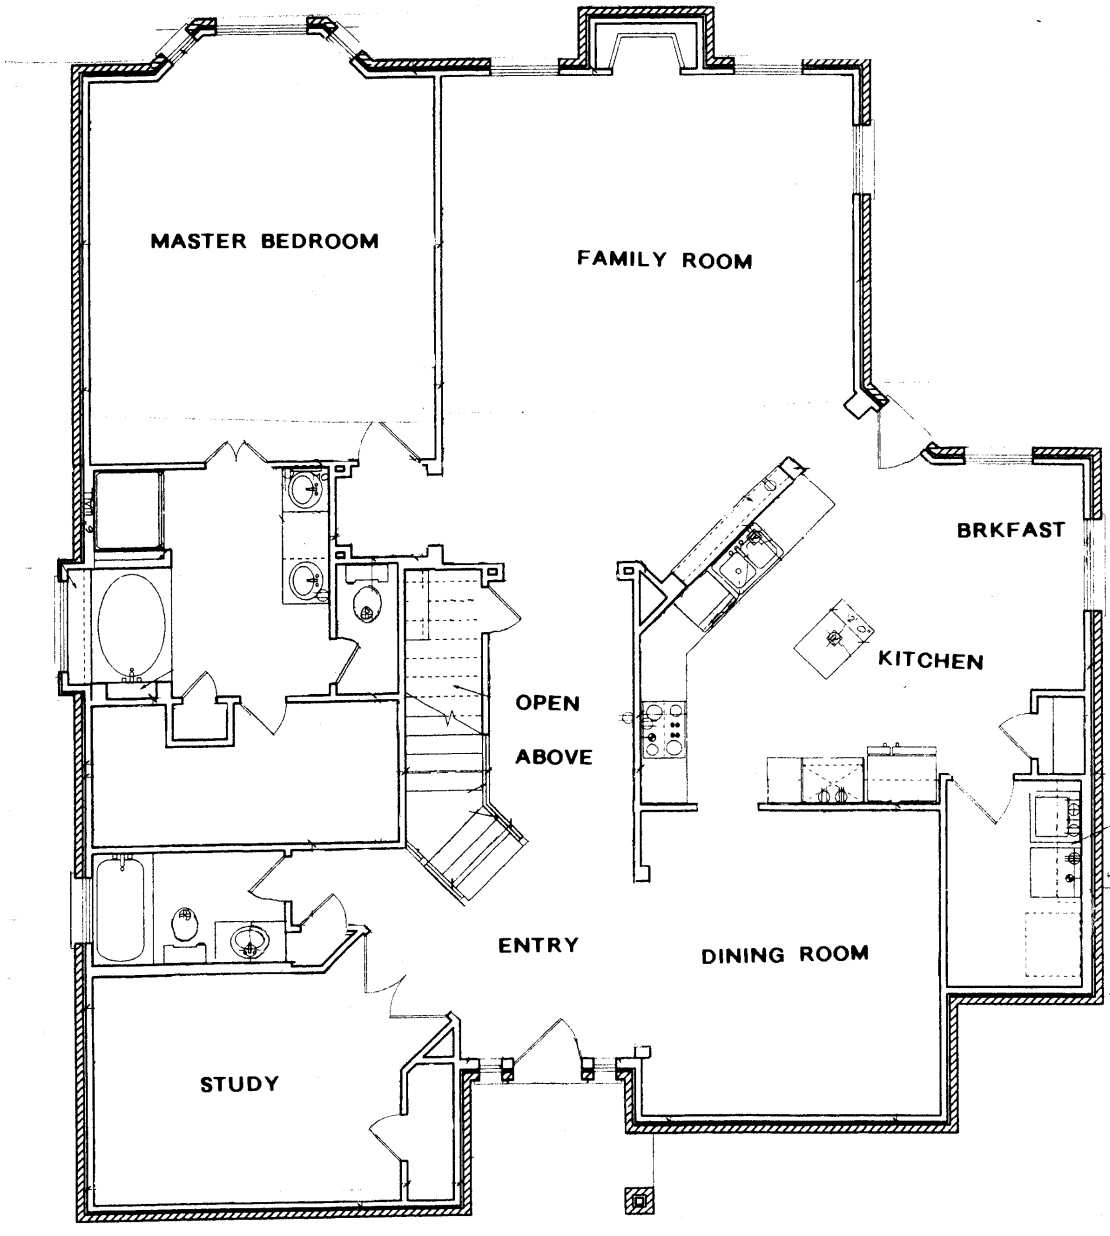 MASTER BEDROOM
FAMILY ROOM
BRKFAST
KITCHEN
OPEN
ABOVE
ENTRY
DINING ROOM
STUDY